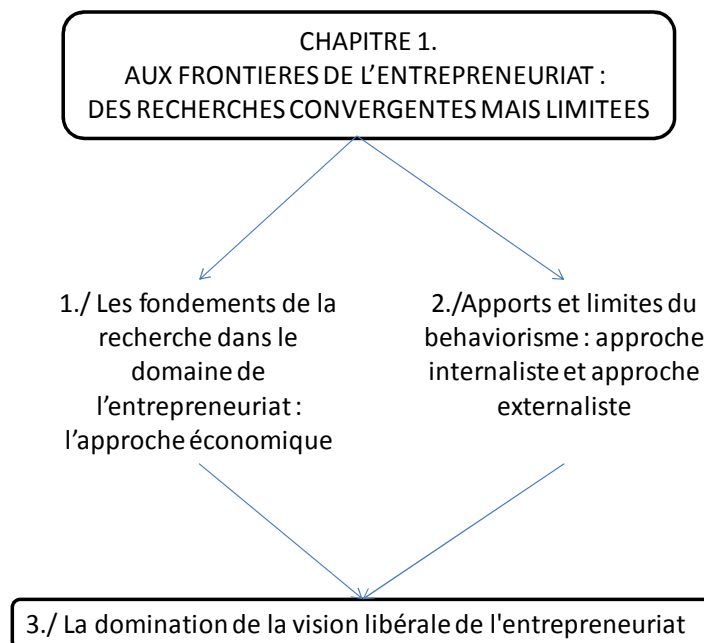 CHAPITRE 1.
AUX FRONTIERES DE L’ENTREPRENEURIAT :
DES RECHERCHES CONVERGENTES MAIS LIMITEES
1./ Les fondements de la
recherche dans le
domaine de
l’entrepreneuriat :
l’approche économique
2./Apports et limites du
behaviorisme : approche
internaliste et approche
externaliste
3./ La domination de la vision libérale de l'entrepreneuriat